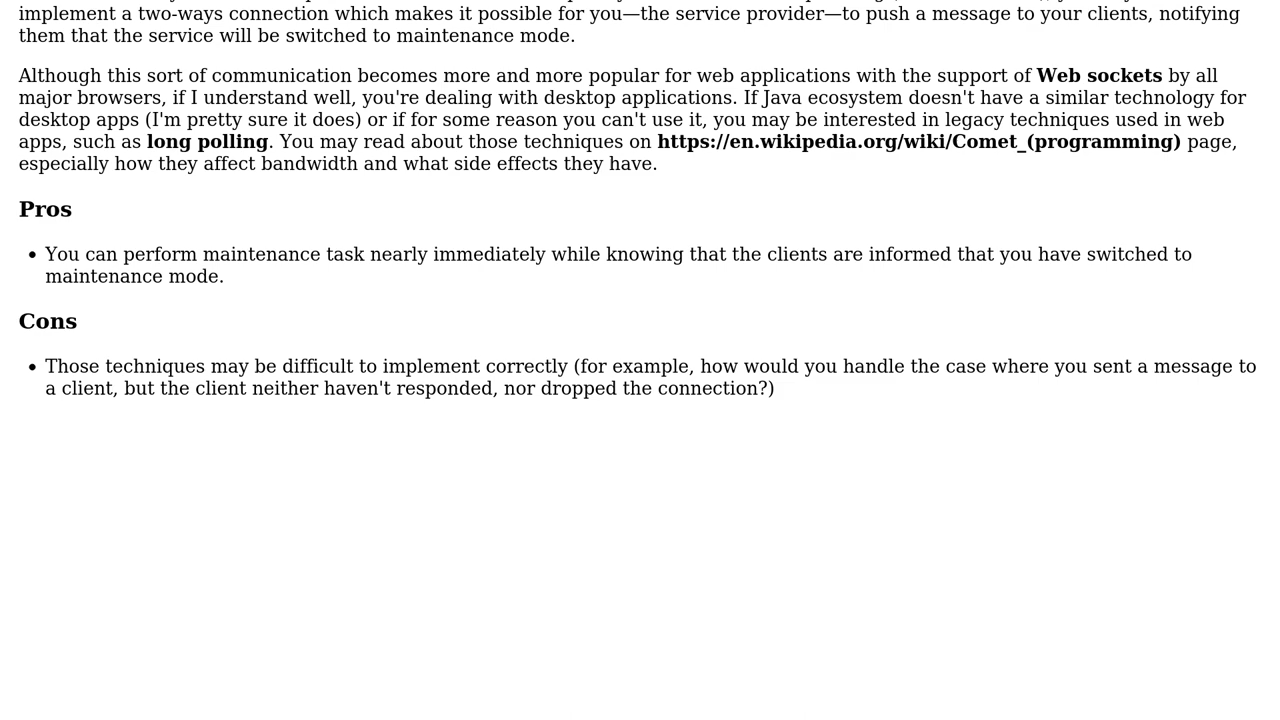 implement a two-ways connection which makes it possible for you—the service provider—to push a message to your clients, notifying
them that the service will be switched to maintenance mode.
Although this sort of communication becomes more and more popular for web applications with the support of Web sockets by all
major browsers, if I understand well, you're dealing with desktop applications. If Java ecosystem doesn't have a similar technology for
desktop apps (I'm pretty sure it does) or if for some reason you can't use it, you may be interested in legacy techniques used in web
apps, such as long polling. You may read about those techniques on https://en.wikipedia.org/wiki/Comet_(programming) page,
especially how they affect bandwidth and what side effects they have.
Pros
• You can perform maintenance task nearly immediately while knowing that the clients are informed that you have switched to
maintenance mode.
Cons
• Those techniques may be difficult to implement correctly (for example, how would you handle the case where you sent a message to
a client, but the client neither haven't responded, nor dropped the connection?)